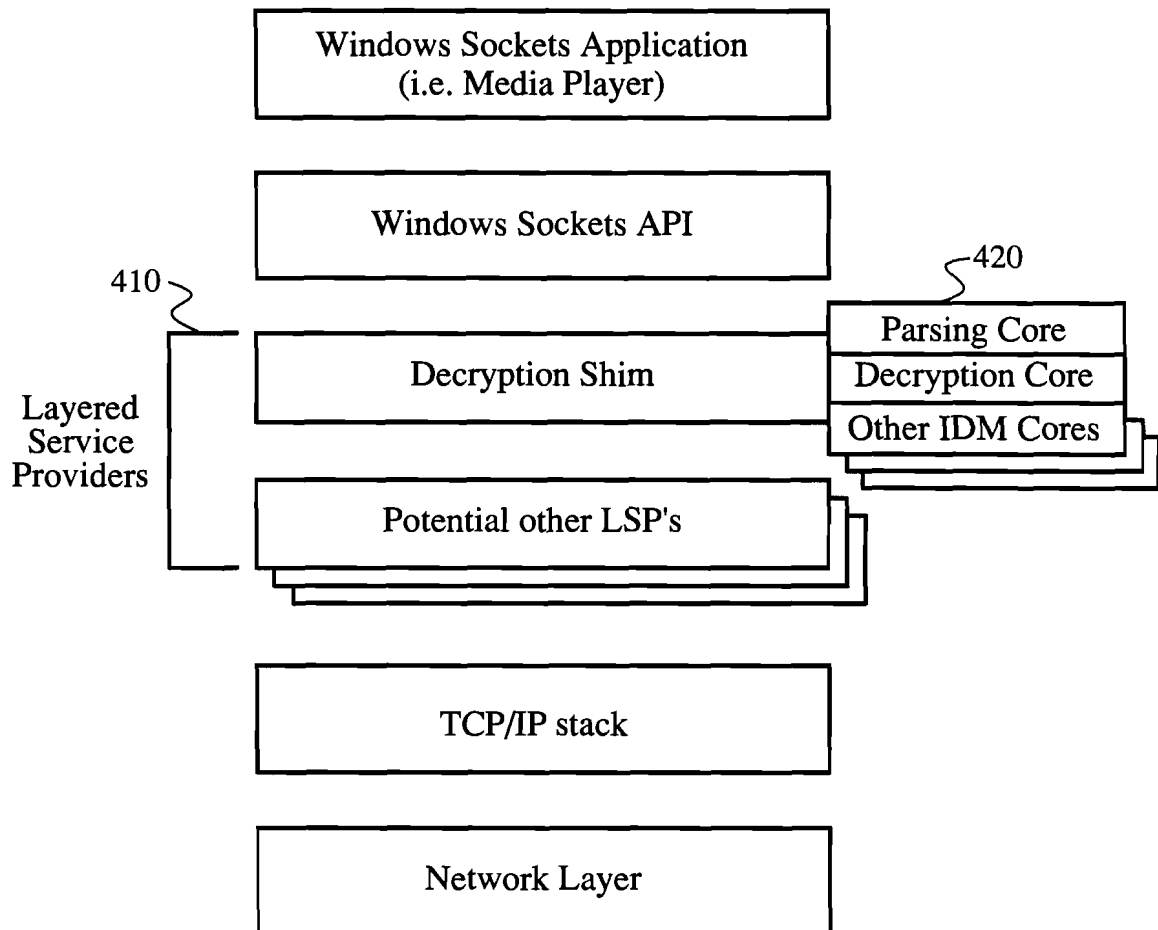 Windows Sockets Application
(i.e. Media Player)
Windows Sockets API
410
420
Layered
Service
Providers
Decryption Shim
Parsing Core
Decryption Core
Other IDM Cores
Potential other LSP's
TCP/IP stack
Network Layer